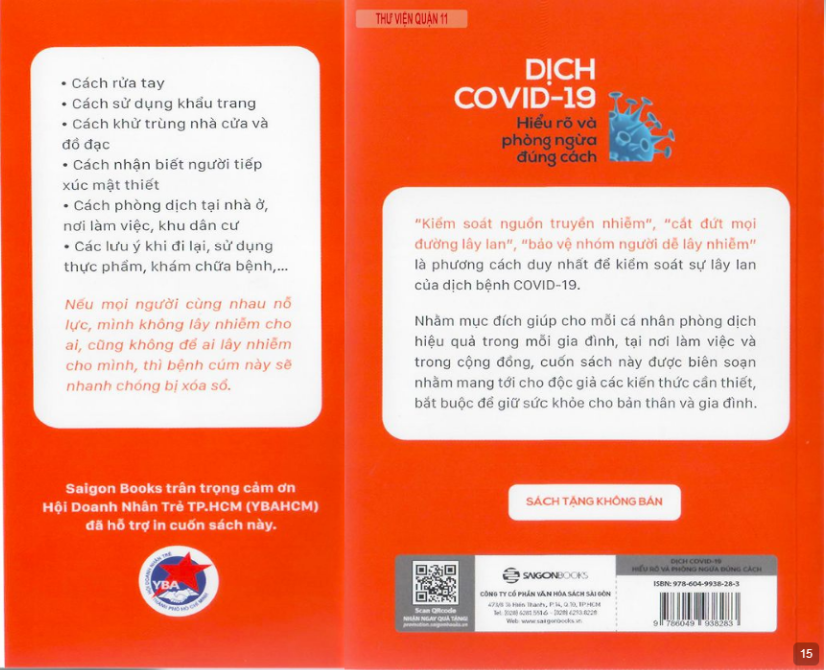 • Cách rửa tay
• Cách sử dụng khẩu trang
• Cách khử trùng nhà cửa và
đồ đạc
• Cách nhận biết người tiếp
xúc mật thiết
• Cách phòng dịch tại nhà ở,
nơi làm việc, khu dân cư
• Các lưu ý khi đi lại, sử dụng
thực phẩm, khám chữa bệnh,...
Nếu mọi người cùng nhau nỗ
lực, mình không lây nhiễm cho
ai, cũng không để ai lây nhiễm
cho mình, thì bệnh cúm này sẽ
nhanh chóng bị xóa sổ.
Saigon Books trân trọng cảm ơn
Hội Doanh Nhân Trẻ TP.HCM (YBAHCM)
đã hỗ trợ in cuốn sách này.
HỘI DOANH NHÂN TRẺ
YBA
THÀNH PHỐ HỒ CHÍ MINH
THƯ VIỆN QUẬN 11
DỊCH
COVID-19
Hiểu rõ và
phòng ngừa
đúng cách
“Kiểm soát nguồn truyền nhiễm”, “cắt đứt mọi
đường lây lan”, “bảo vệ nhóm người dễ lây nhiễm”
là phương cách duy nhất để kiểm soát sự lây lan
của dịch bệnh COVID-19.
Nhằm mục đích giúp cho mỗi cá nhân phòng dịch
hiệu quả trong mỗi gia đình, tại nơi làm việc và
trong cộng đồng, cuốn sách này được biên soạn
nhằm mang tới cho độc giả các kiến thức cần thiết,
bắt buộc để giữ sức khỏe cho bản thân và gia đình.
SÁCH TẶNG KHÔNG BÁN
Scan QRcode
NHẬN NGAY QUÀ TẶNG
promotion.saigonbooks.vn
SAIGONBOOKS
CÔNG TY CỔ PHẦN VĂN HÓA SÁCH SÀI GÒN
Web: www.saigonbooks.vn
DỊCH COVID-19
HIỂU RÕ VÀ PHÒNG NGỪA ĐÚNG CÁCH
ISBN: 978-604-9938-28-3
9 786049 938283
15